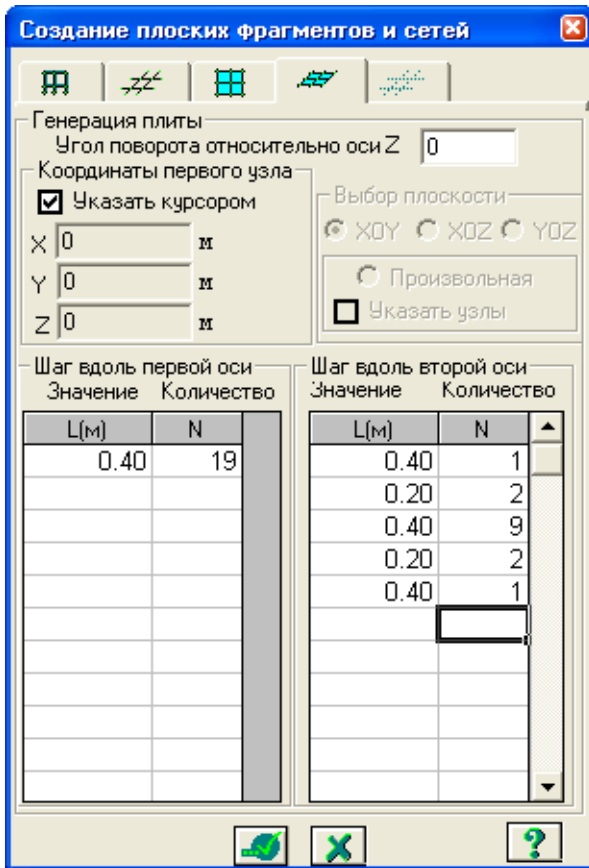 Создание плоских фрагментов и сетей
Генерация плиты
Угол поворота относительно оси Z 0
Координаты первого узла
Указать курсором
X 0 м
Y 0 м
Z 0 м
Выбор плоскости
XOY XOZ YOZ
Произвольная
Указать узлы
Шаг вдоль первой оси
Значение Количество
L(м) N
0.40 19
Шаг вдоль второй оси
Значение Количество
L(м) N
0.40 1
0.20 2
0.40 9
0.20 2
0.40 1
?